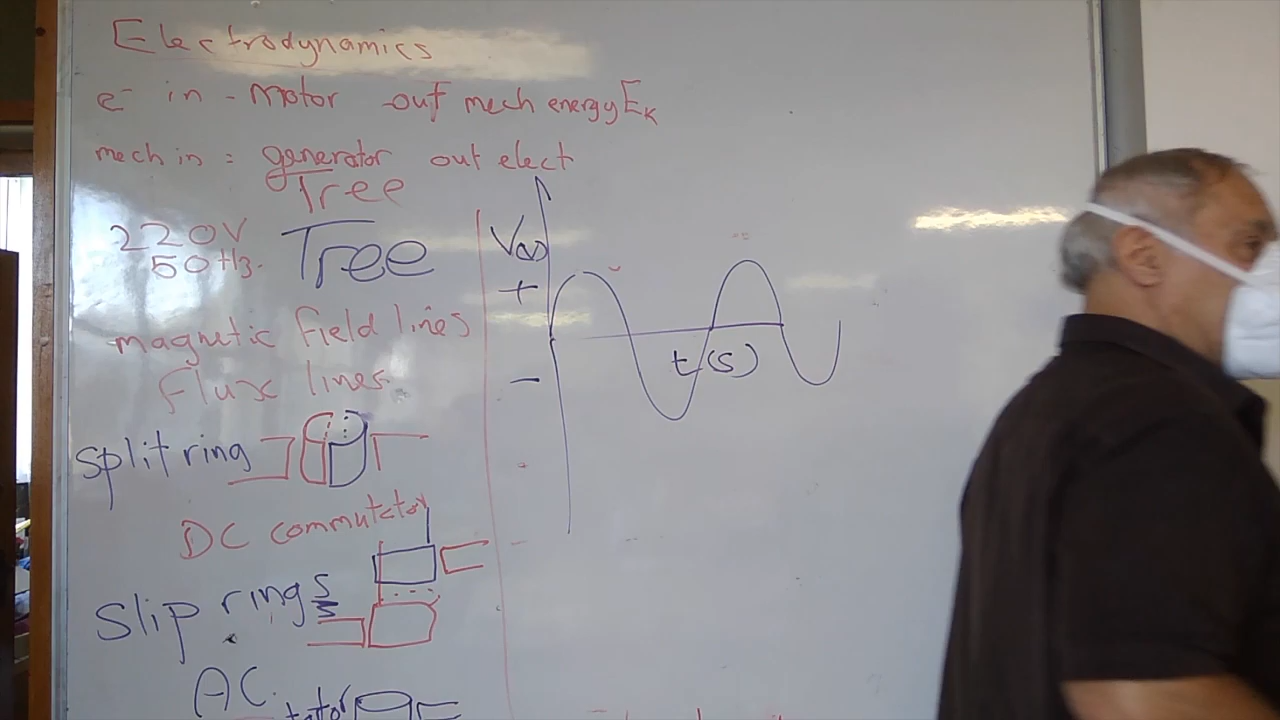 Electrodynamics
e⁻ in - motor - out mech energy Eₖ
mech in = generator out elect
Tree
220V
50Hz.
Tree
magnetic field lines
flux lines.
split ring
DC commutator
Slip rings
AC
V(v)
+
-
t(s)